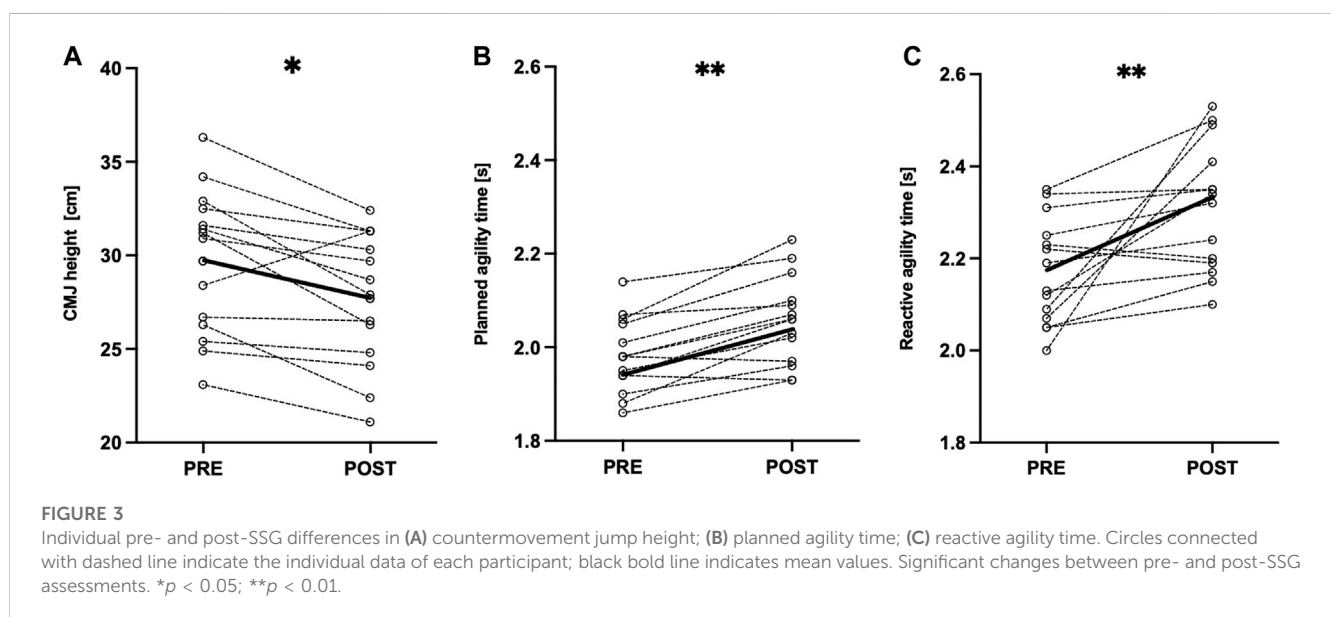 A
*
40
35
30
25
20
CMJ height [cm]
PRE POST
B
**
2.6
2.4
2.2
2.0
1.8
Planned agility time [s]
PRE POST
C
**
2.6
2.4
2.2
2.0
1.8
Reactive agility time [s]
PRE POST
FIGURE 3
Individual pre- and post-SSG differences in (A) countermovement jump height; (B) planned agility time; (C) reactive agility time. Circles connected
with dashed line indicate the individual data of each participant; black bold line indicates mean values. Significant changes between pre- and post-SSG
assessments. *p < 0.05; **p < 0.01.